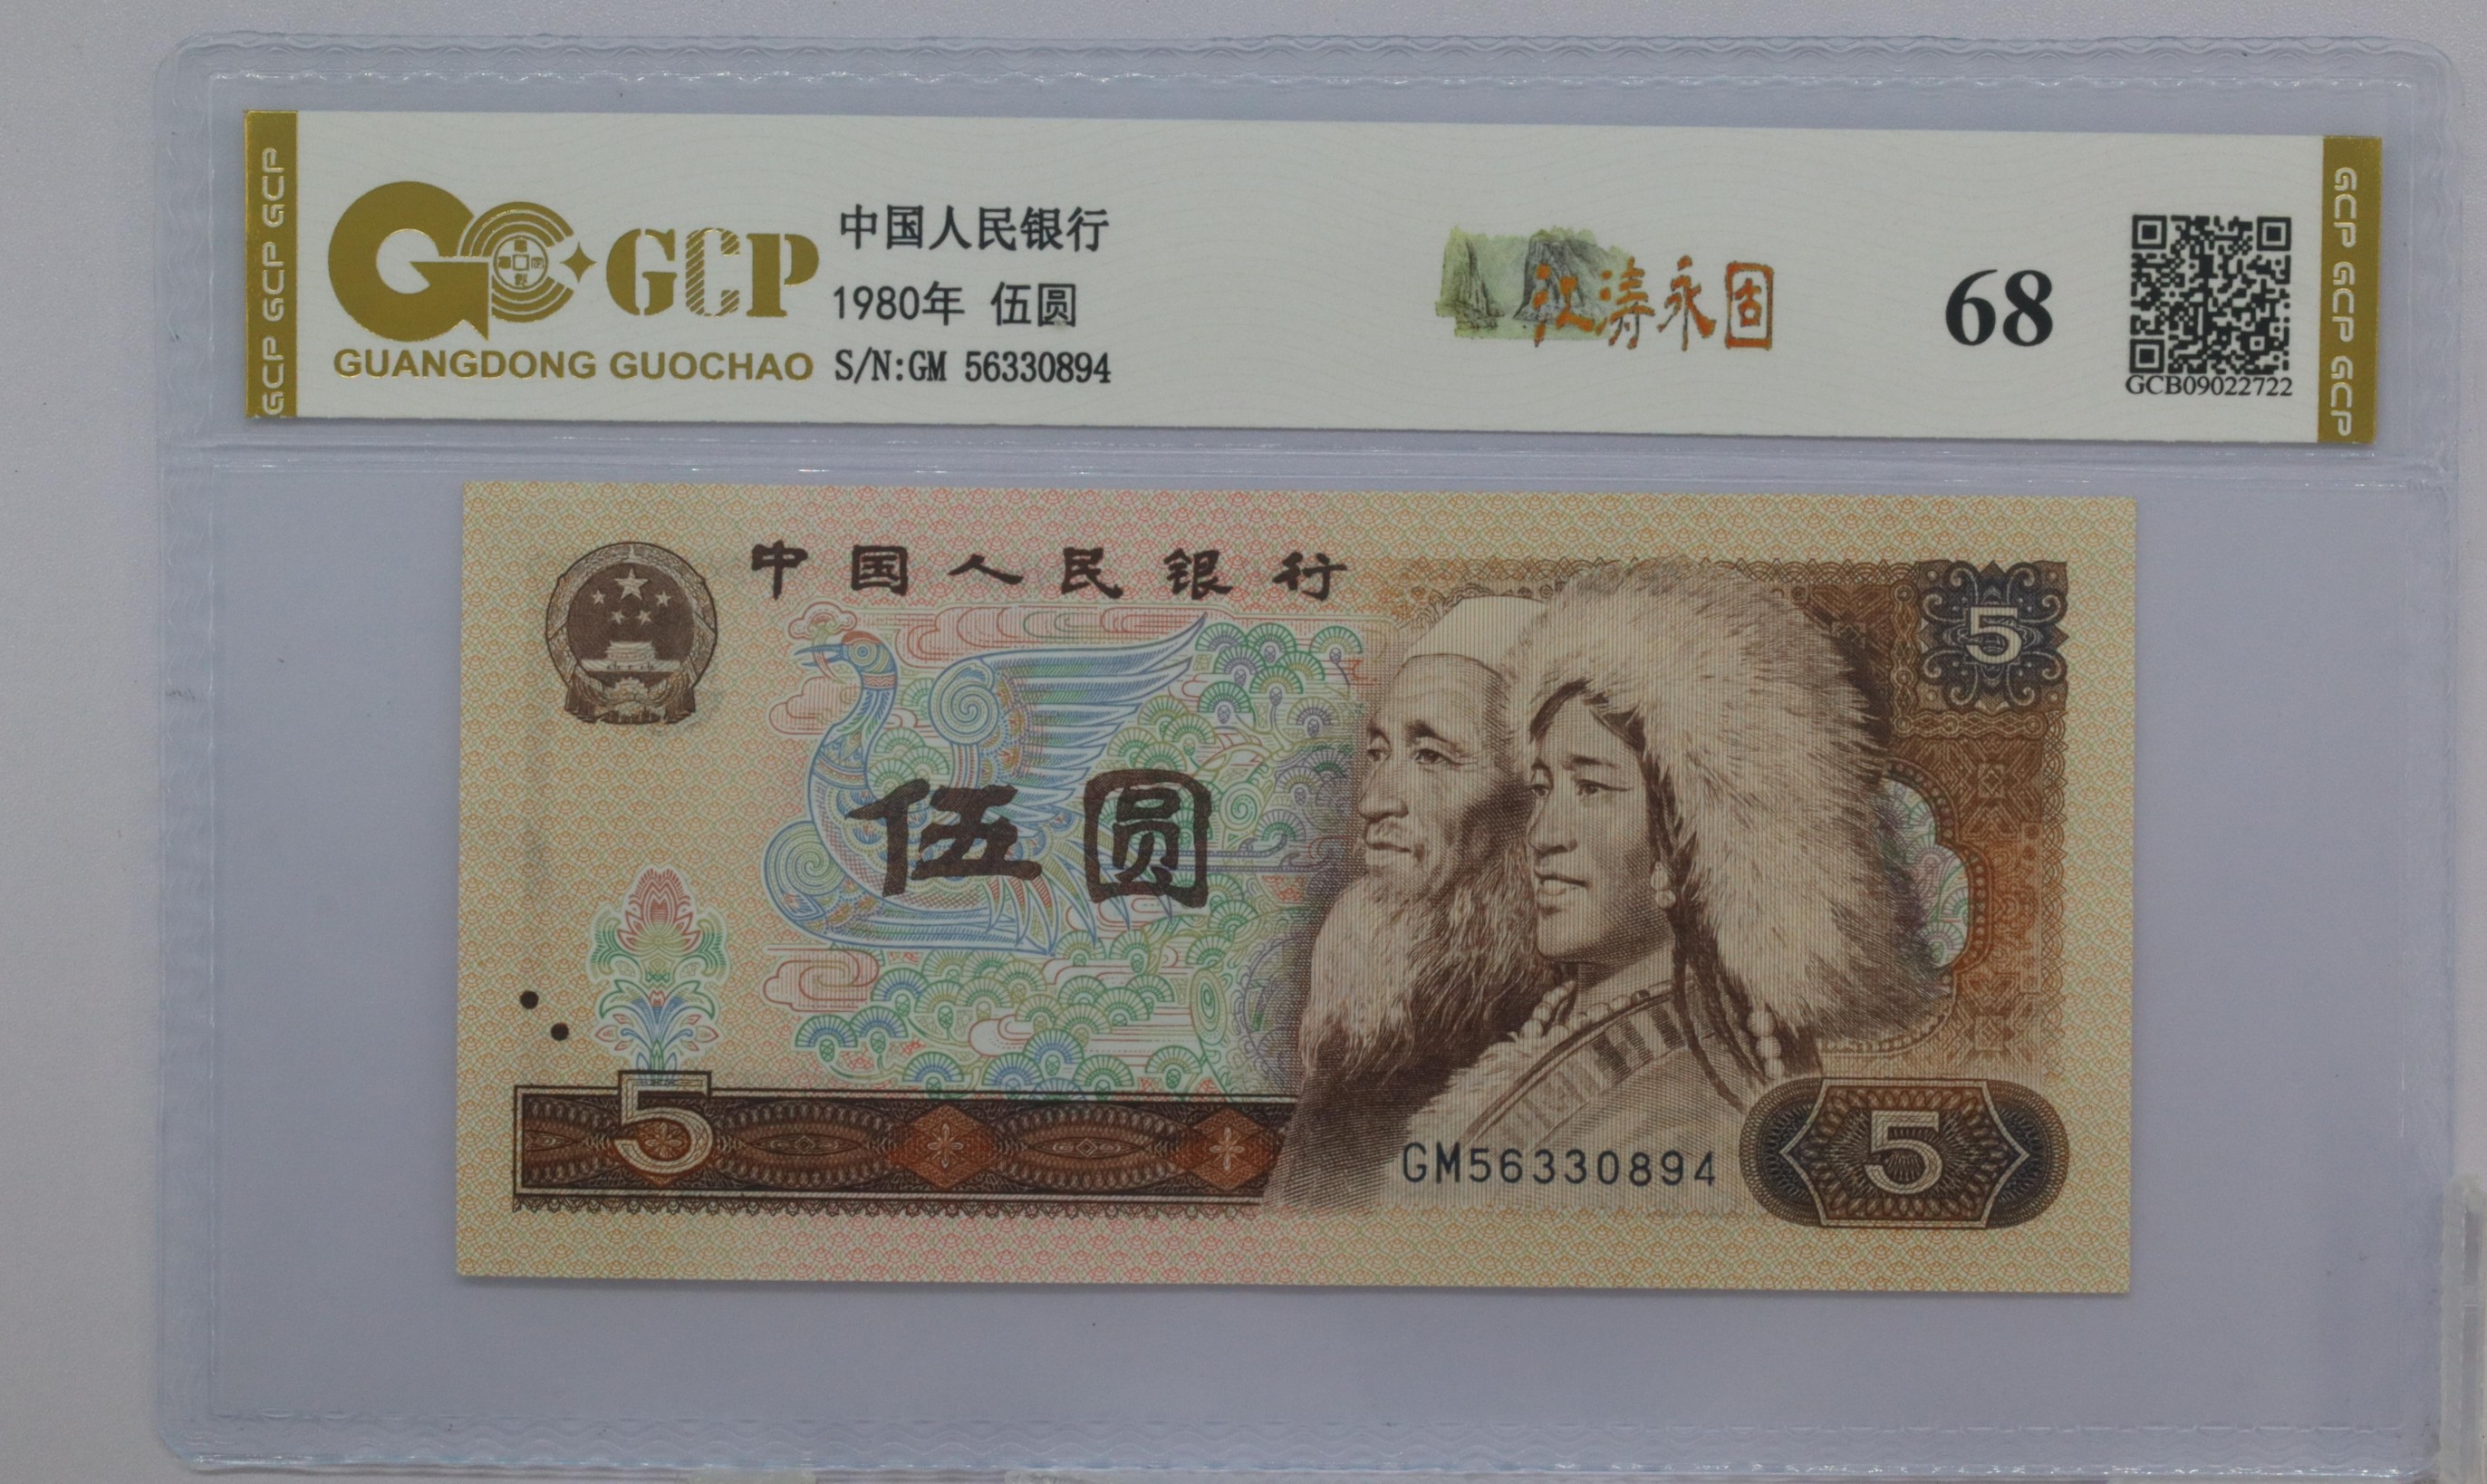 GCP GCP GCP
GCP
GUANGDONG GUOCHAO
中国人民银行
1980年 伍圆
S/N:GM 56330894
江涛永固
68
GCB09022722
GCP GCP GCP GCP
中国人民银行
5
伍圆
5
GM56330894
5